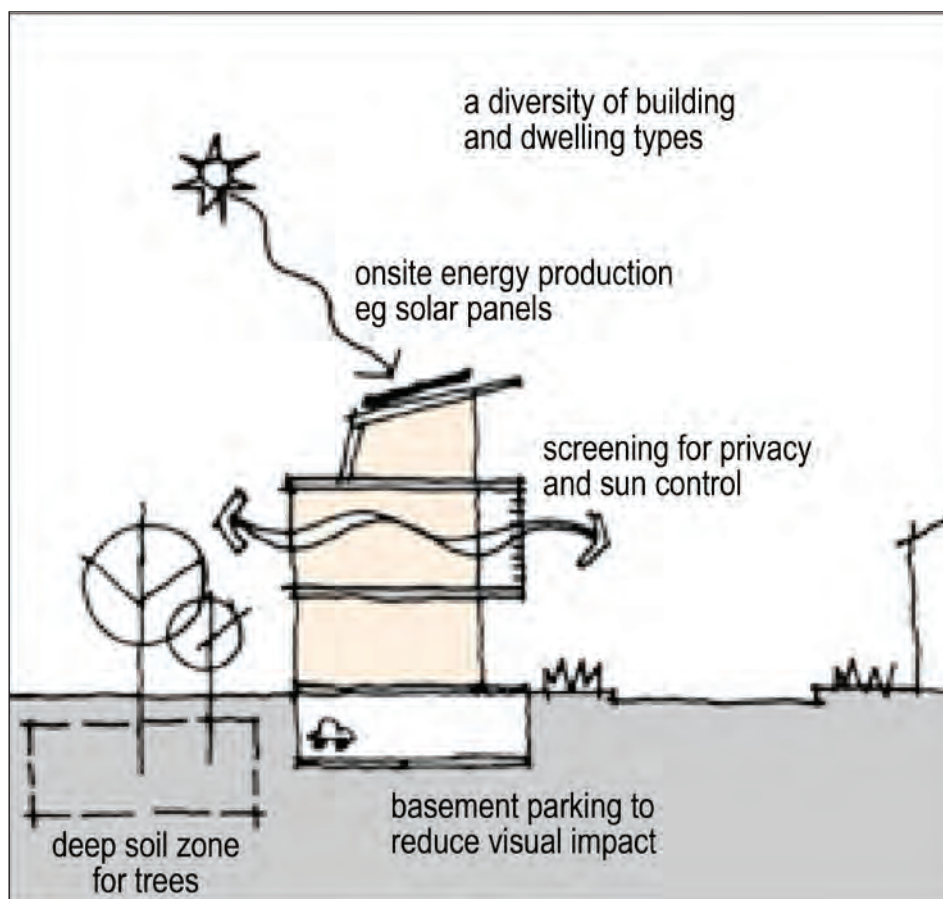 a diversity of building
and dwelling types
onsite energy production
eg solar panels
screening for privacy
and sun control
basement parking to
reduce visual impact
deep soil zone
for trees